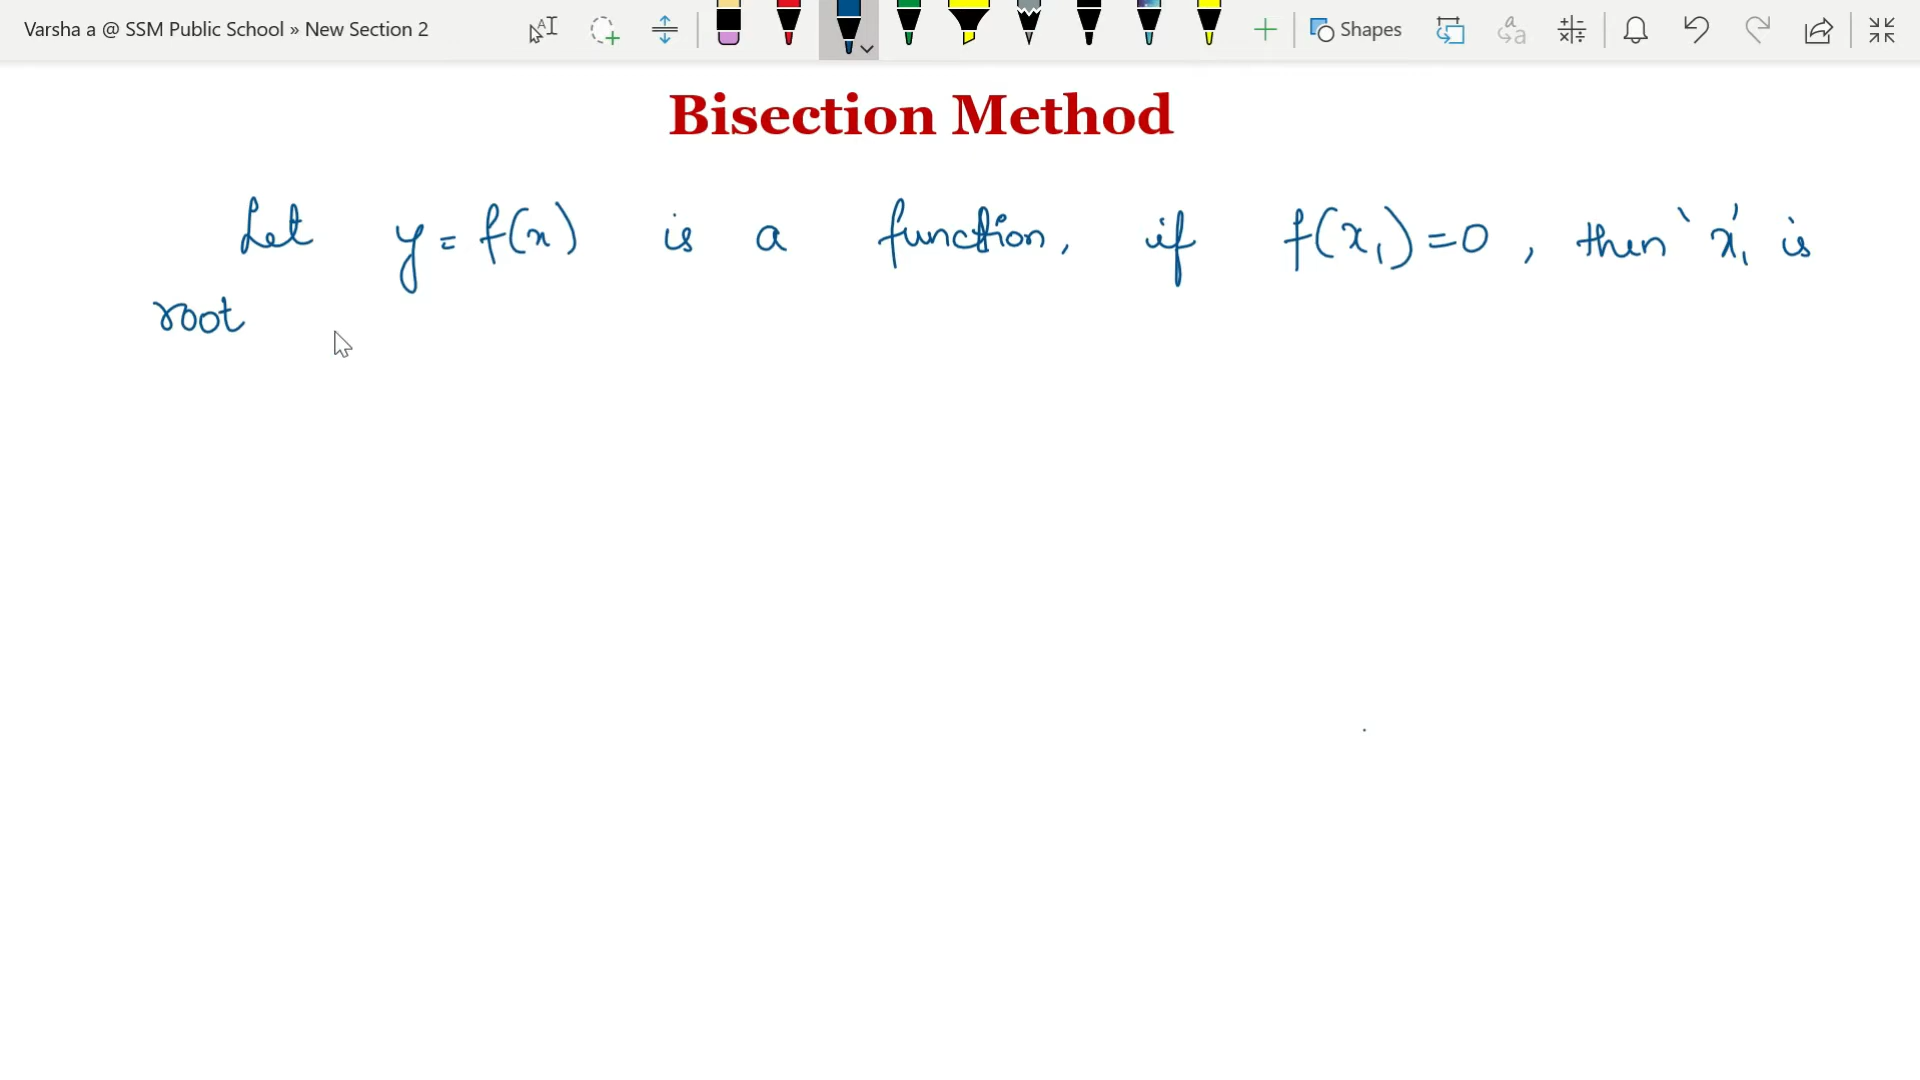 Varsha a @ SSM Public School » New Section 2
Shapes
Bisection Method
Let y = f(x) is a function, if f(x₁) = 0, then 'x₁' is
root